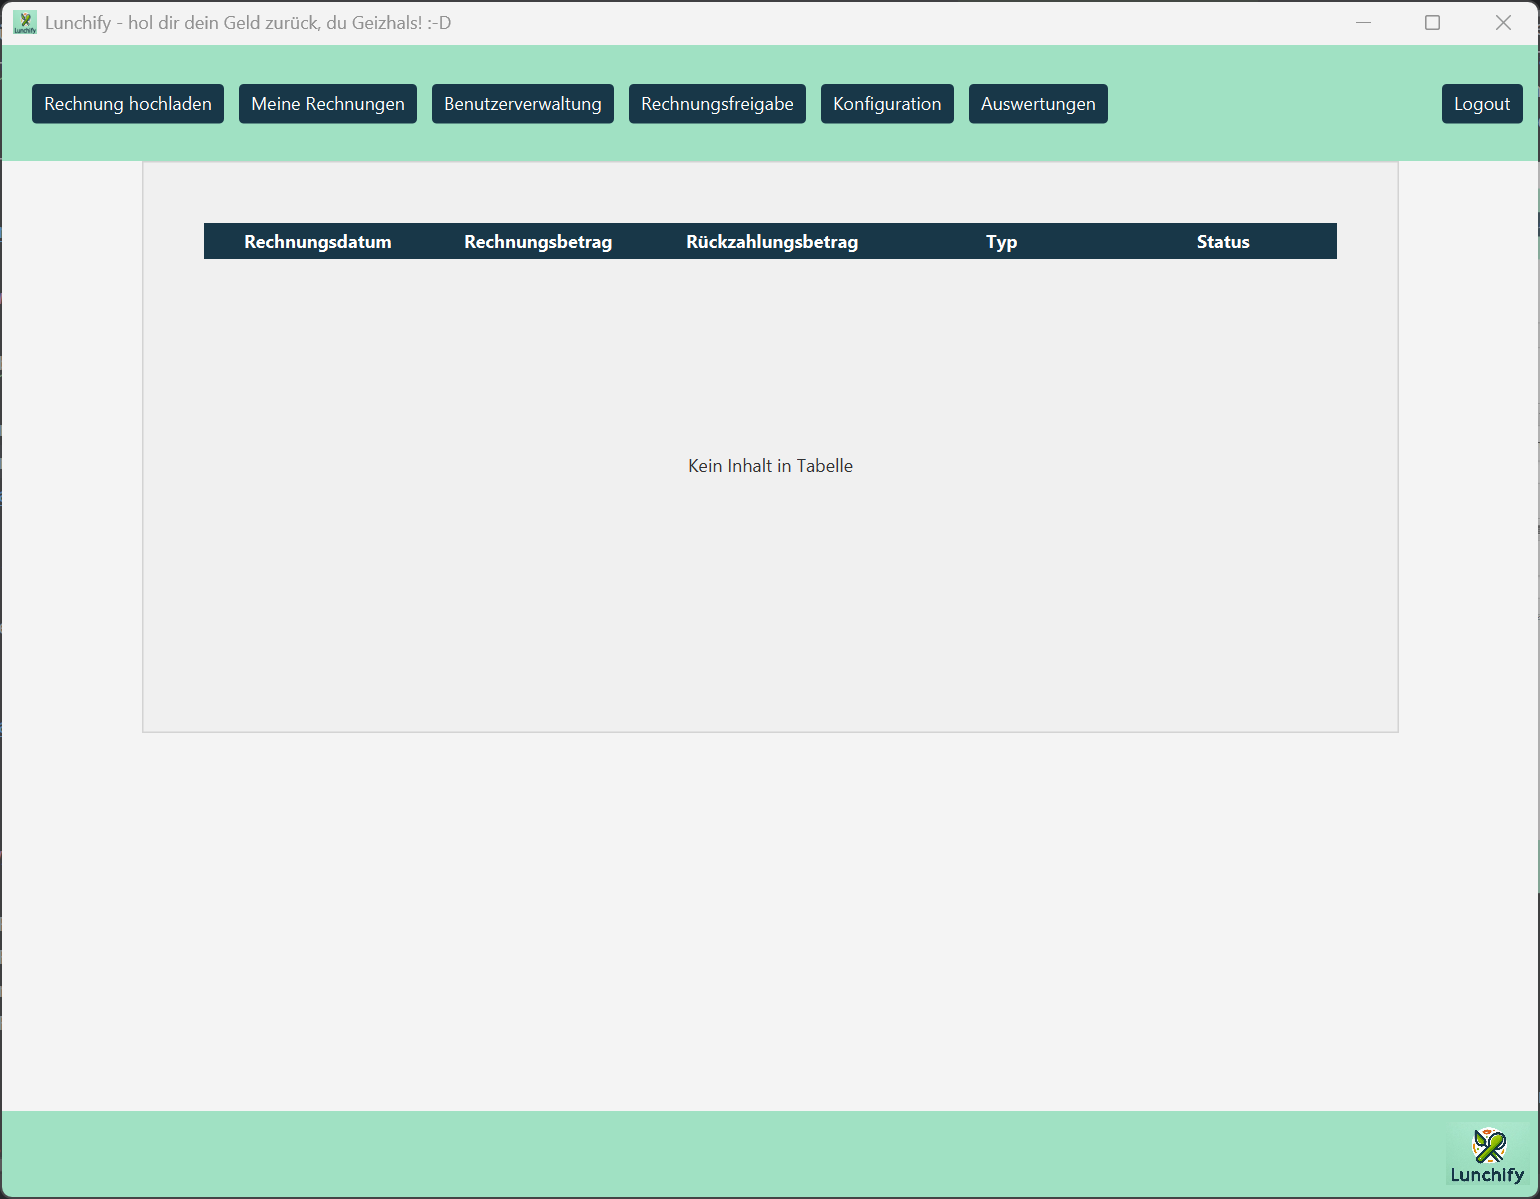 Lunchify - hol dir dein Geld zurück, du Geizhals! :-D
Rechnung hochladen Meine Rechnungen Benutzerverwaltung Rechnungsfreigabe Konfiguration Auswertungen Logout
Rechnungsdatum Rechnungsbetrag Rückzahlungsbetrag Typ Status
Kein Inhalt in Tabelle
Lunchify